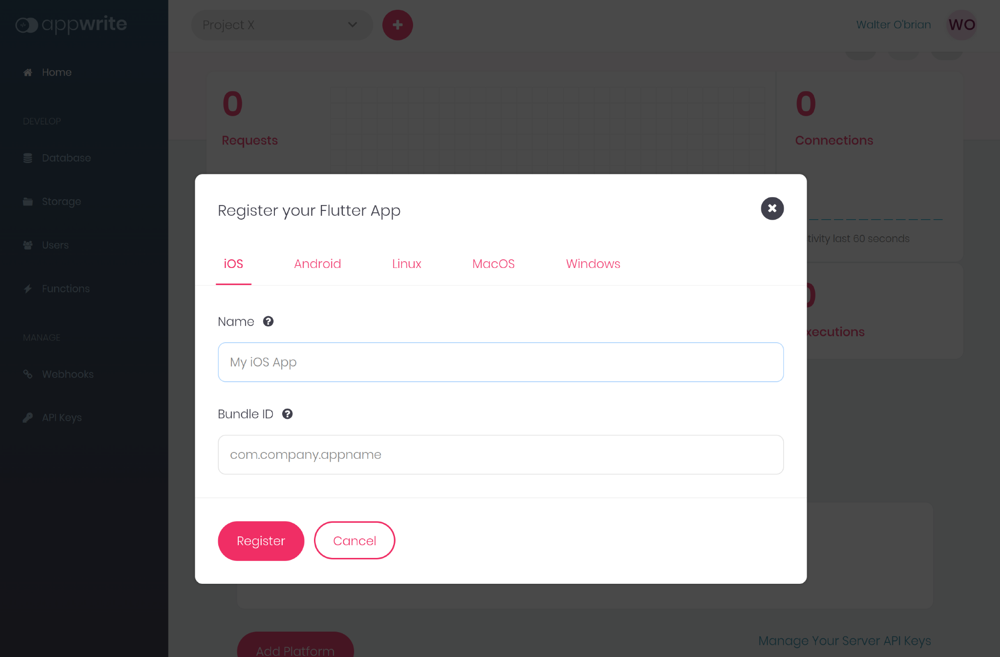 appwrite
Project X
Walter O'brian
WO
Home
DEVELOP
Database
Storage
Users
Functions
MANAGE
Webhooks
API Keys
0
Requests
0
Connections
tivity last 60 seconds
0
xecutions
Register your Flutter App
iOS
Android
Linux
MacOS
Windows
Name
My iOS App
Bundle ID
com.company.appname
Register
Cancel
Add Platform
Manage Your Server API Keys